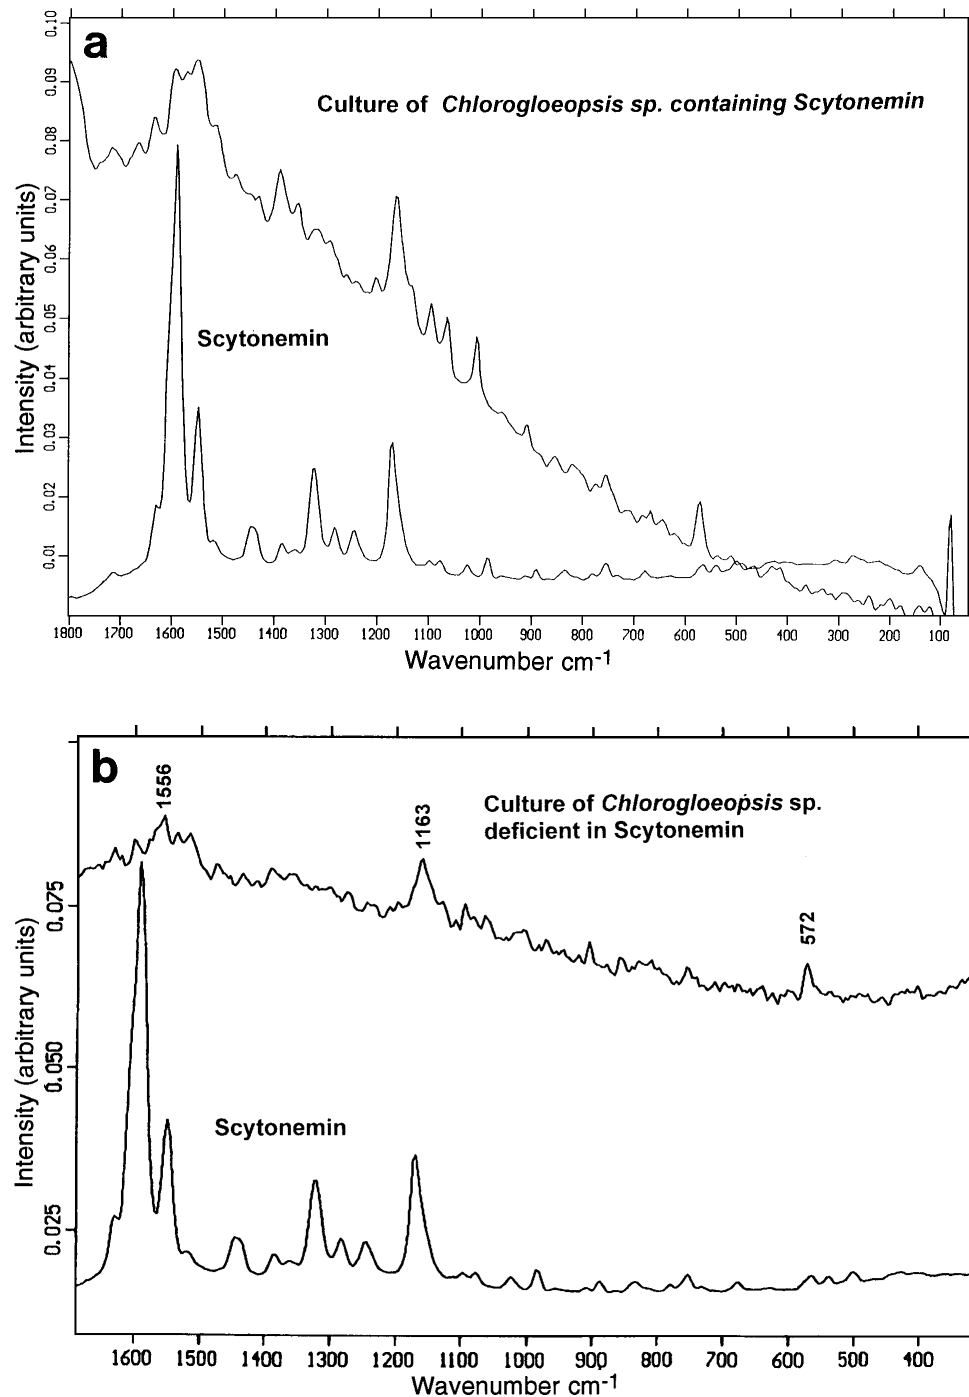 a
Culture of Chlorogloeopsis sp. containing Scytonemin
Scytonemin
Intensity (arbitrary units)
0.10
0.09
0.08
0.07
0.06
0.05
0.04
0.03
0.02
0.01
1800 1700 1600 1500 1400 1300 1200 1100 1000 900 800 700 600 500 400 300 200 100
Wavenumber cm-1
b
1556
1163
572
Culture of Chlorogloeopsis sp.
deficient in Scytonemin
Scytonemin
Intensity (arbitrary units)
0.075
0.050
0.025
1600 1500 1400 1300 1200 1100 1000 900 800 700 600 500 400
Wavenumber cm-1